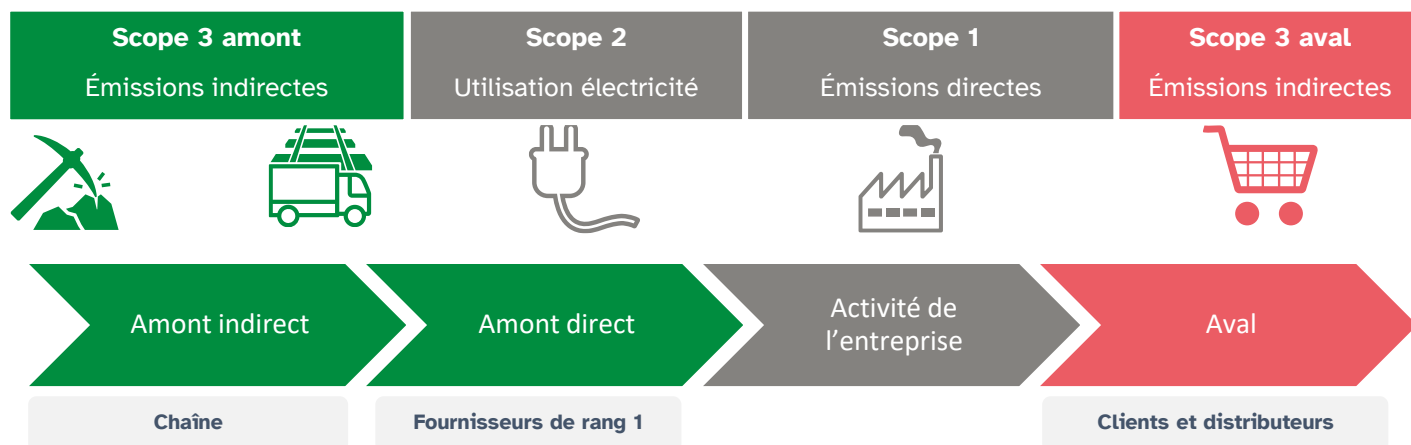 Scope 3 amont
Émissions indirectes
Scope 2
Utilisation électricité
Scope 1
Émissions directes
Scope 3 aval
Émissions indirectes
Amont indirect
Amont direct
Activité de
l’entreprise
Aval
Chaîne
Fournisseurs de rang 1
Clients et distributeurs